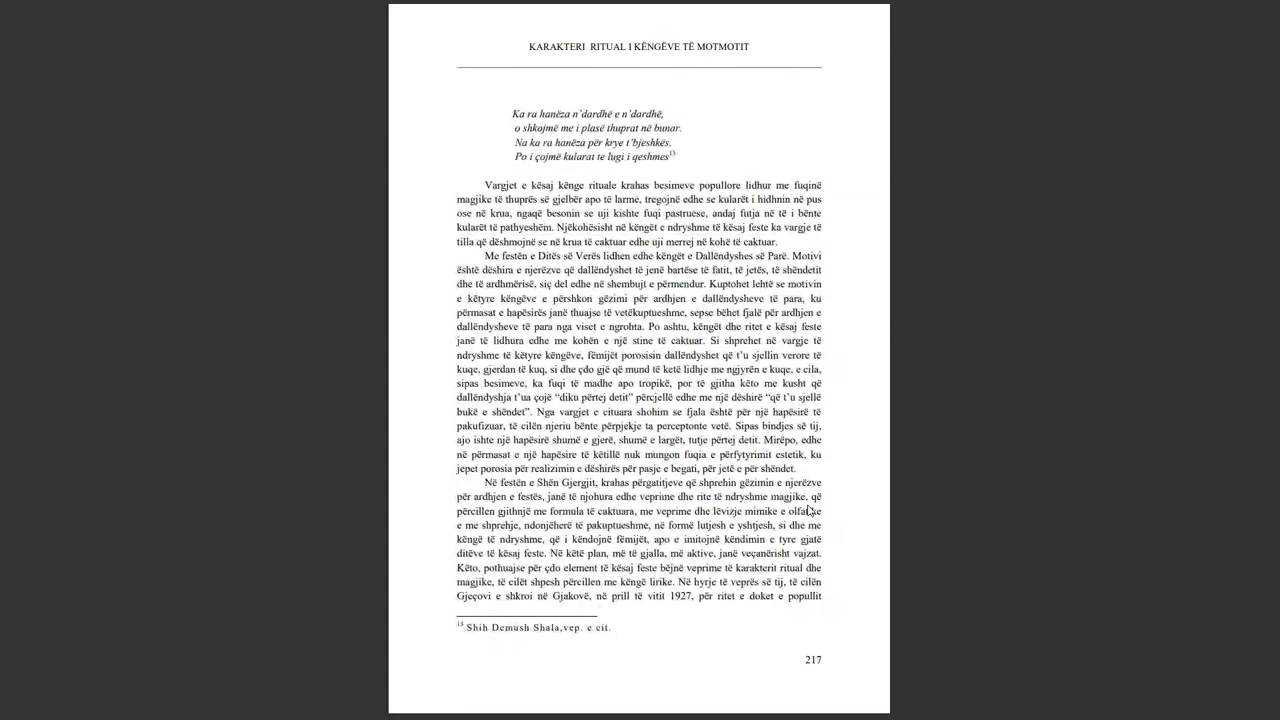 KARAKTERI RITUAL I KËNGËVE TË MOTMOTIT
Ka ra hanëza n’dardhë e n’dardhë,
o shkojmë me i plasë thuprat në bunar.
Na ka ra hanëza për krye t’bjeshkës.
Po i çojmë kularat te lugi i qeshmes13
Vargjet e kësaj kënge rituale krahas besimeve popullore lidhur me fuqinë
magjike të thuprës së gjelbër apo të larme, tregojnë edhe se kularët i hidhnin në pus
ose në krua, ngaqë besonin se uji kishte fuqi pastruese, andaj futja në të i bënte
kularët të pathyeshëm. Njëkohësisht në këngët e ndryshme të kësaj feste ka vargje të
tilla që dëshmojnë se në krua të caktuar edhe uji merrej në kohë të caktuar.
Me festën e Ditës së Verës lidhen edhe këngët e Dallëndyshes së Parë. Motivi
është dëshira e njerëzve që dallëndyshet të jenë bartëse të fatit, të jetës, të shëndetit
dhe të ardhmërisë, siç del edhe në shembujt e përmendur. Kuptohet lehtë se motivin
e këtyre këngëve e përshkon gëzimi për ardhjen e dallëndysheve të para, ku
përmasat e hapësirës janë thuajse të vetëkuptueshme, sepse bëhet fjalë për ardhjen e
dallëndysheve të para nga viset e ngrohta. Po ashtu, këngët dhe ritet e kësaj feste
janë të lidhura edhe me kohën e një stine të caktuar. Si shprehet në vargje të
ndryshme të këtyre këngëve, fëmijët porosisin dallëndyshet që t’u sjellin verore të
kuqe, gjerdan të kuq, si dhe çdo gjë që mund të ketë lidhje me ngjyrën e kuqe, e cila,
sipas besimeve, ka fuqi të madhe apo tropikë, por të gjitha këto me kusht që
dallëndyshja t’ua çojë “diku përtej detit” përcjellë edhe me një dëshirë “që t’u sjellë
bukë e shëndet”. Nga vargjet e cituara shohim se fjala është për një hapësirë të
pakufizuar, të cilën njeriu bënte përpjekje ta perceptonte vetë. Sipas bindjes së tij,
ajo ishte një hapësirë shumë e gjerë, shumë e largët, tutje përtej detit. Mirëpo, edhe
në përmasat e një hapësire të këtillë nuk mungon fuqia e përfytyrimit estetik, ku
jepet porosia për realizimin e dëshirës për pasje e begati, për jetë e për shëndet.
Në festën e Shën Gjergjit, krahas përgatitjeve që shprehin gëzimin e njerëzve
për ardhjen e festës, janë të njohura edhe veprime dhe rite të ndryshme magjike, që
përcillen gjithnjë me formula të caktuara, me veprime dhe lëvizje mimike e olfatike
e me shprehje, ndonjëherë të pakuptueshme, në formë lutjesh e yshtjesh, si dhe me
këngë të ndryshme, që i këndojnë fëmijët, apo e imitojnë këndimin e tyre gjatë
ditëve të kësaj feste. Në këtë plan, më të gjalla, më aktive, janë veçanërisht vajzat.
Këto, pothuajse për çdo element të kësaj feste bëjnë veprime të karakterit ritual dhe
magjike, të cilët shpesh përcillen me këngë lirike. Në hyrje të veprës së tij, të cilën
Gjeçovi e shkroi në Gjakovë, në prill të vitit 1927, për ritet e doket e popullit
13 Shih Demush Shala,vep. e cit.
217